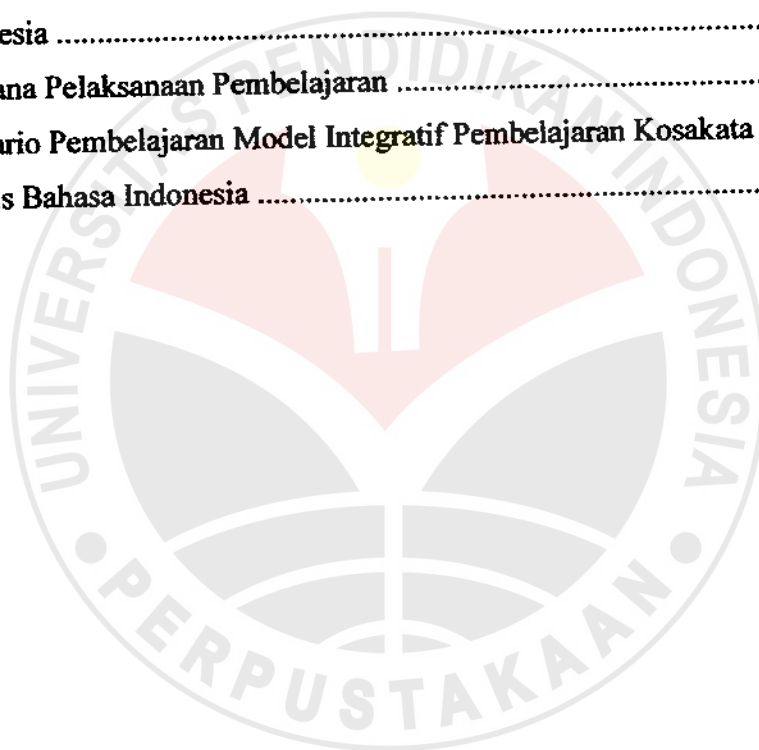 esia ................................................................
ana Pelaksanaan Pembelajaran ................................
ario Pembelajaran Model Integratif Pembelajaran Kosakata
s Bahasa Indonesia ................................................
UNIVERSITAS PENDIDIKAN INDONESIA
PERPUSTAKAAN